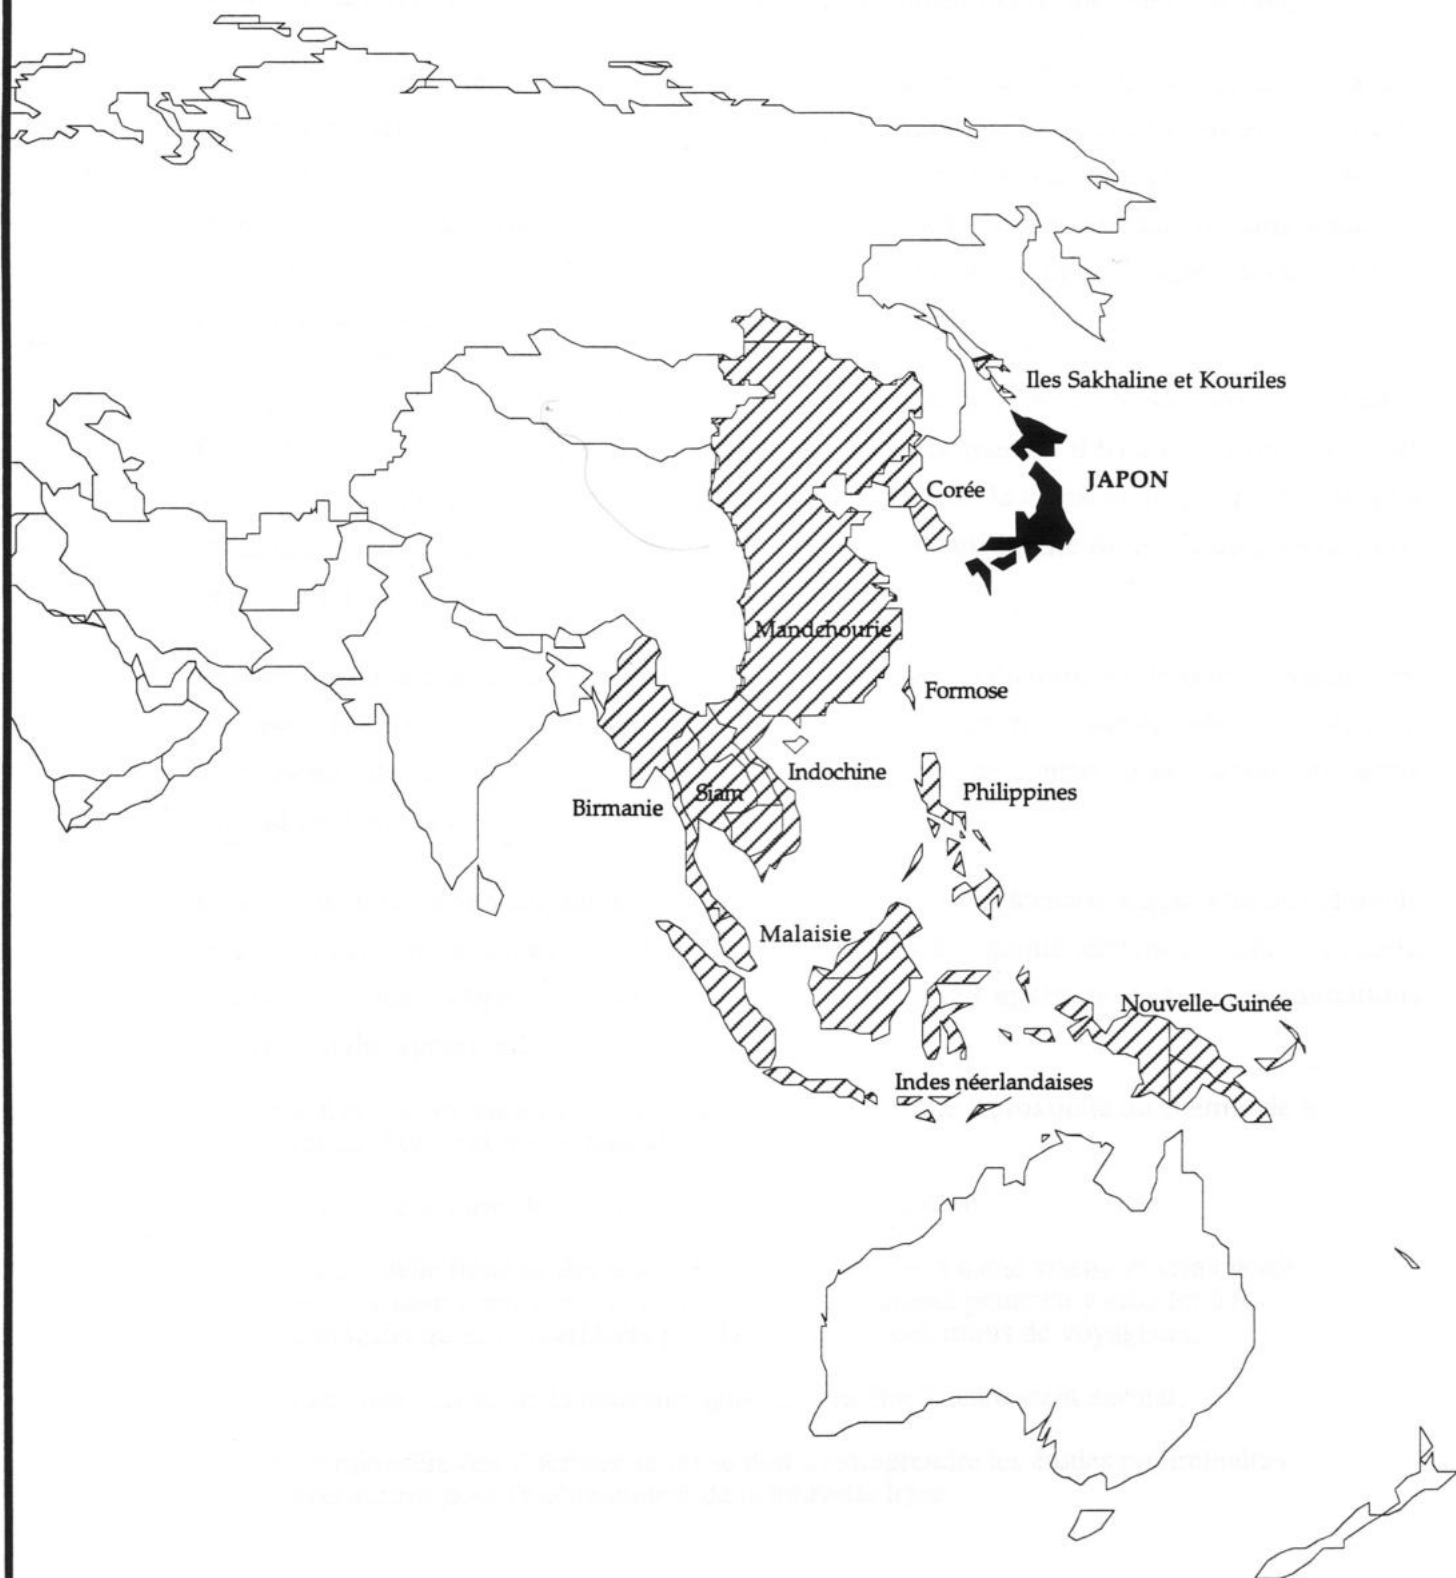 Iles Sakhaline et Kouriles
JAPON
Corée
Mandchourie
Formose
Indochine
Siam
Birmanie
Philippines
Malaisie
Nouvelle-Guinée
Indes néerlandaises